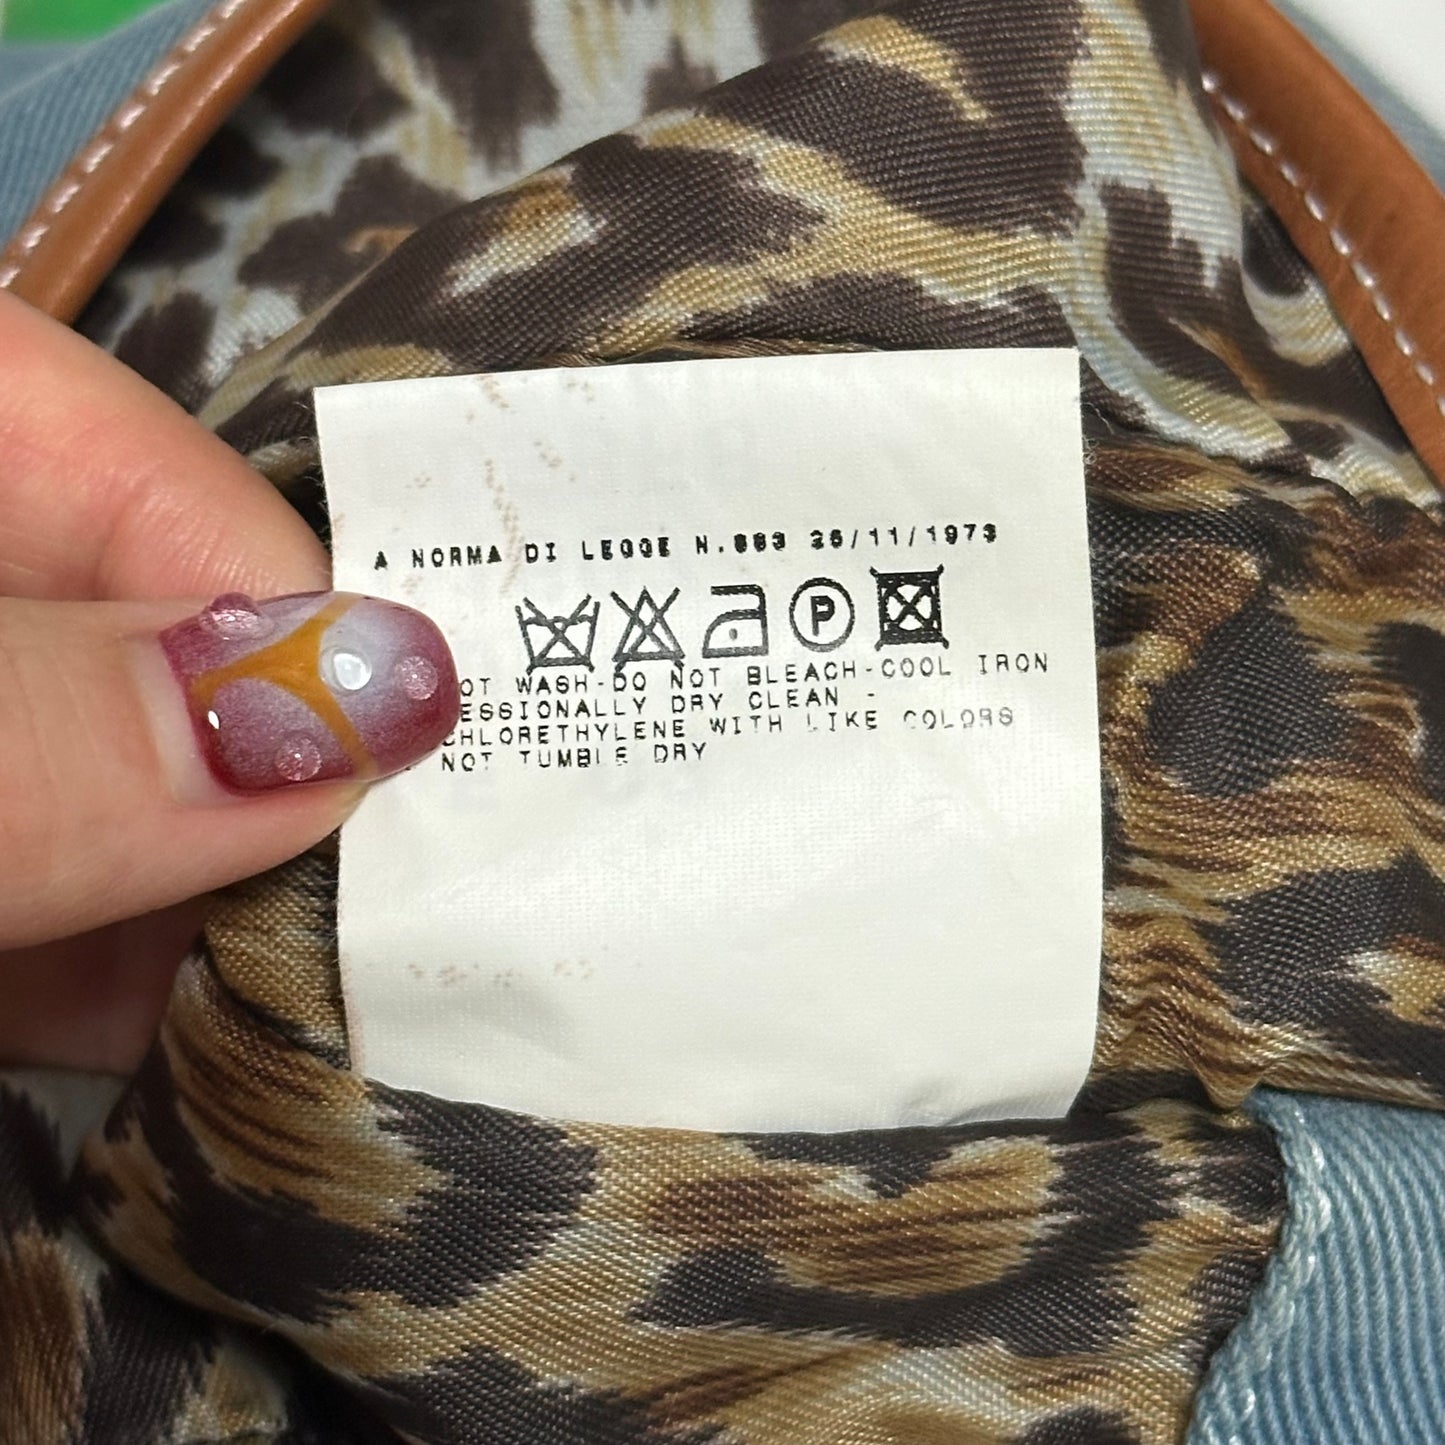 A NORMA DI LEGGE N.883 26/11/1973
P
OT WASH-DO NOT BLEACH-COOL IRON
ESSIONALLY DRY CLEAN -
CHLORETHYLENE WITH LIKE COLORS
NOT TUMBLE DRY